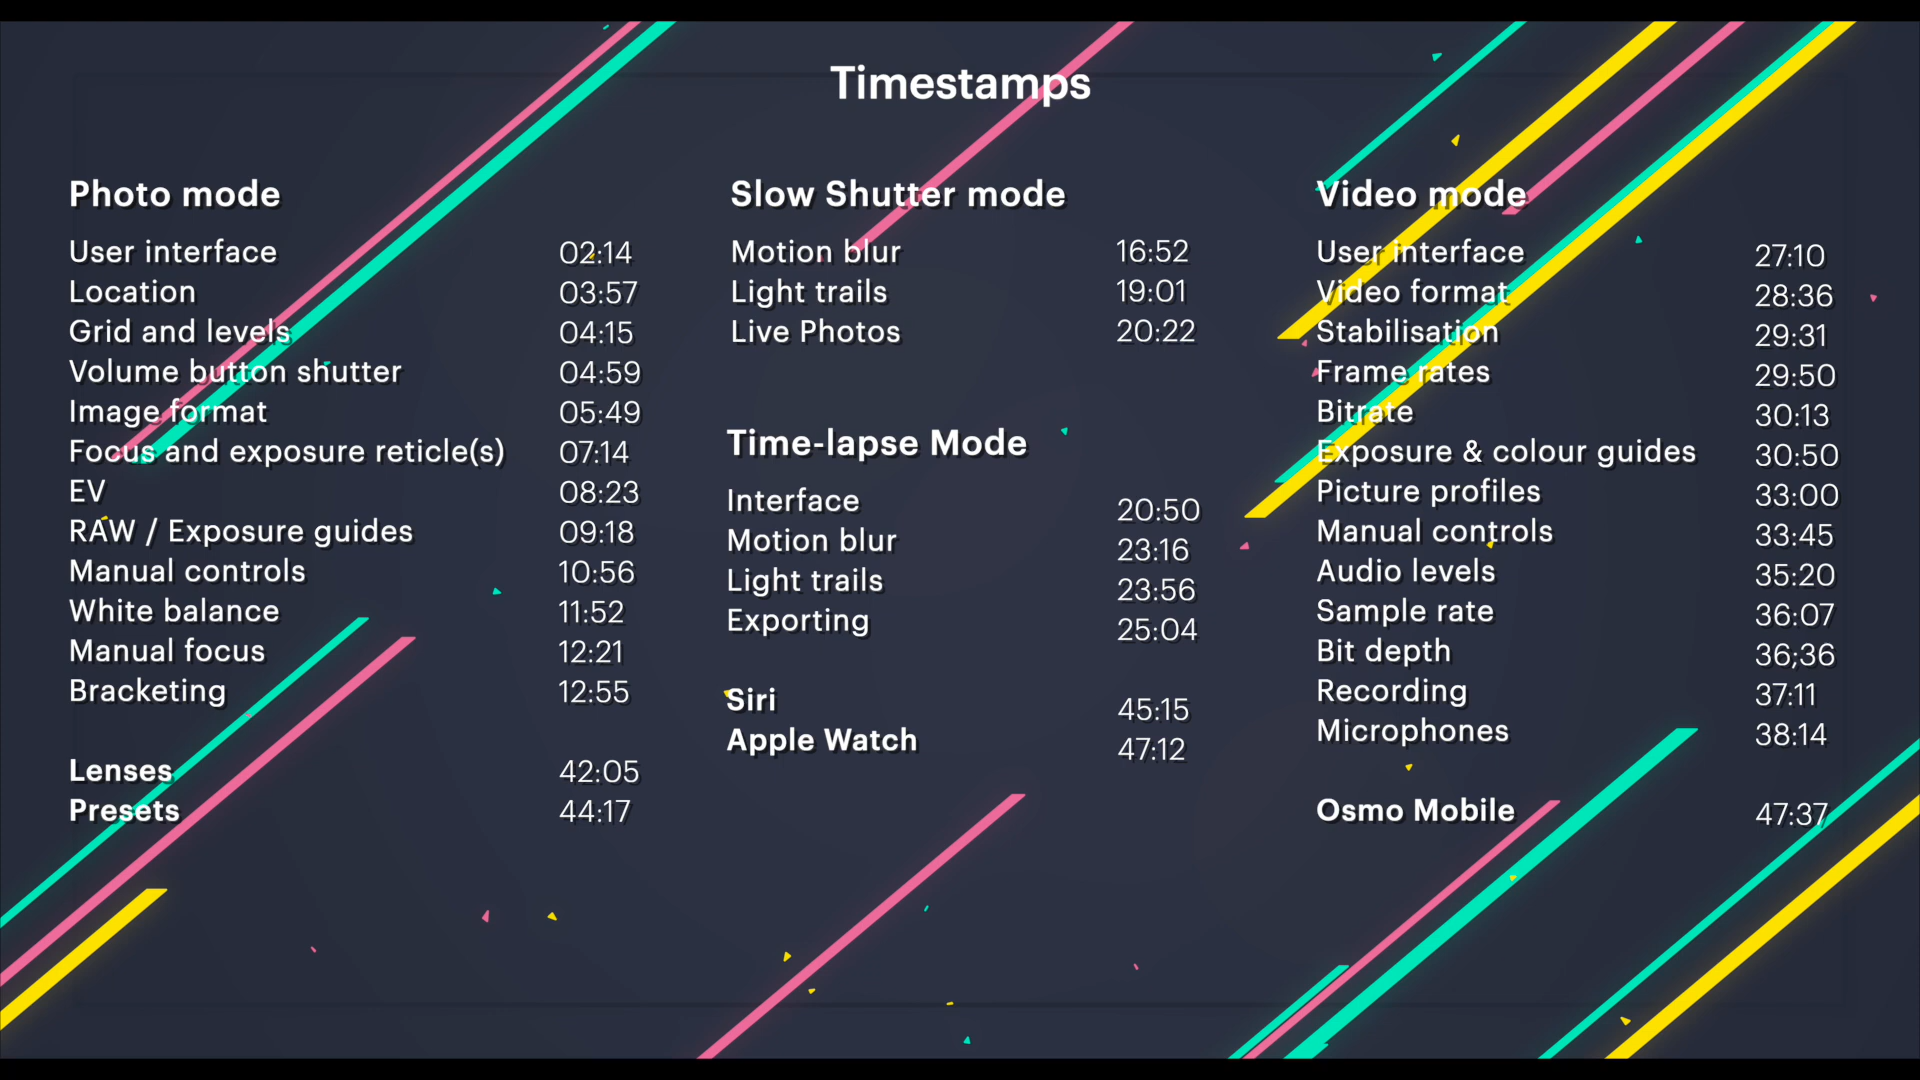 Timestamps
Photo mode
User interface 02:14
Location 03:57
Grid and levels 04:15
Volume button shutter 04:59
Image format 05:49
Focus and exposure reticle(s) 07:14
EV 08:23
RAW / Exposure guides 09:18
Manual controls 10:56
White balance 11:52
Manual focus 12:21
Bracketing 12:55
Lenses 42:05
Presets 44:17
Slow Shutter mode
Motion blur 16:52
Light trails 19:01
Live Photos 20:22
Time-lapse Mode
Interface 20:50
Motion blur 23:16
Light trails 23:56
Exporting 25:04
Siri 45:15
Apple Watch 47:12
Video mode
User interface 27:10
Video format 28:36
Stabilisation 29:31
Frame rates 29:50
Bitrate 30:13
Exposure & colour guides 30:50
Picture profiles 33:00
Manual controls 33:45
Audio levels 35:20
Sample rate 36:07
Bit depth 36;36
Recording 37:11
Microphones 38:14
Osmo Mobile 47:37